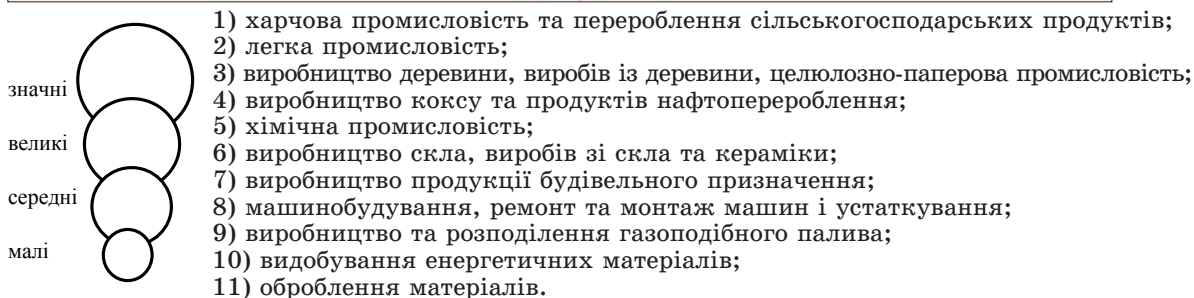 1) харчова промисловість та перероблення сільськогосподарських продуктів;
2) легка промисловість;
3) виробництво деревини, виробів із деревини, целюлозно-паперова промисловість;
4) виробництво коксу та продуктів нафтоперероблення;
5) хімічна промисловість;
6) виробництво скла, виробів зі скла та кераміки;
7) виробництво продукції будівельного призначення;
8) машинобудування, ремонт та монтаж машин і устаткування;
9) виробництво та розподілення газоподібного палива;
10) видобування енергетичних матеріалів;
11) оброблення матеріалів.
значні
великі
середні
малі